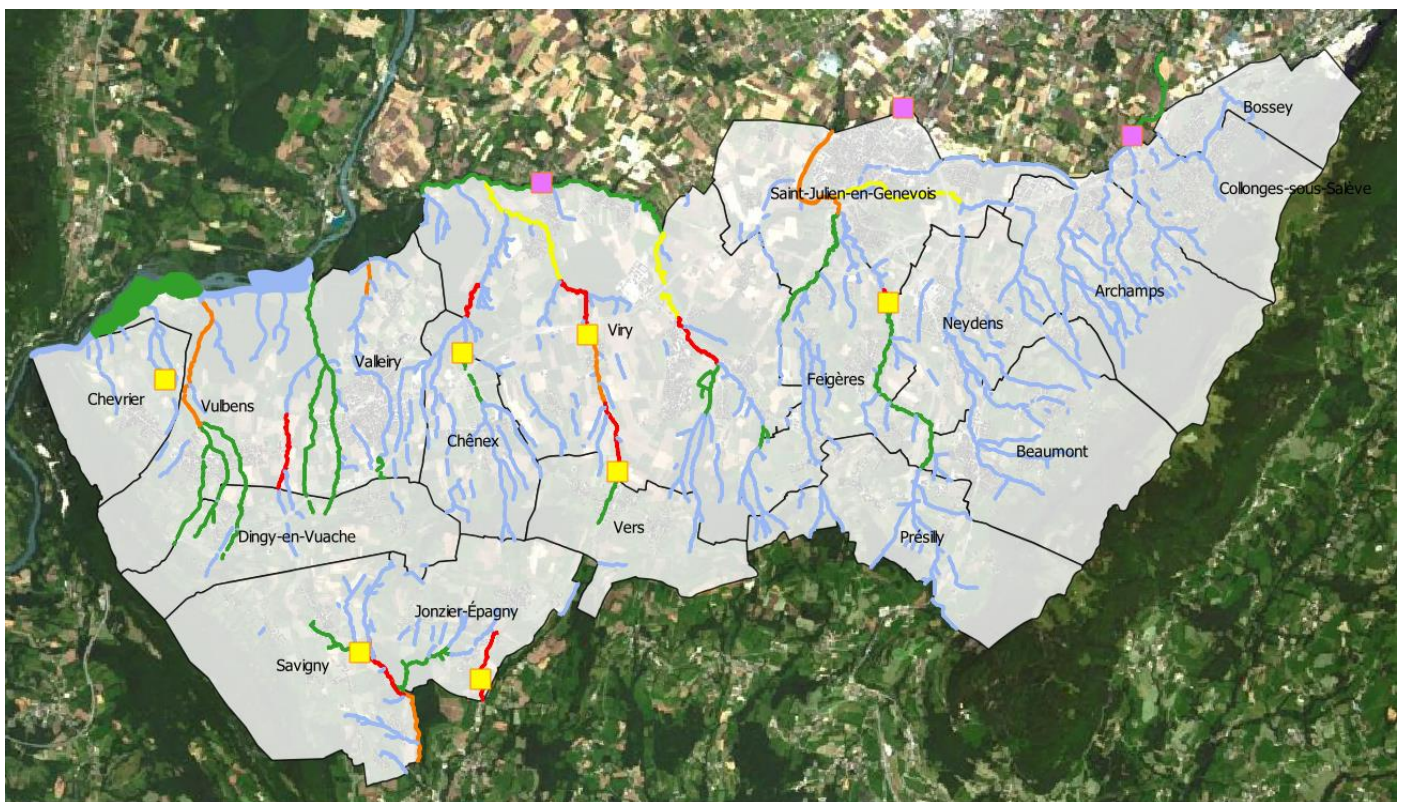 Bossey
Collonges-sous-Salève
Saint-Julien-en-Genevois
Archamps
Neydens
Viry
Valleiry
Feigères
Chevrier
Vulbens
Chênex
Beaumont
Vers
Dingy-en-Vuache
Présilly
Jonzier-Épagny
Savigny